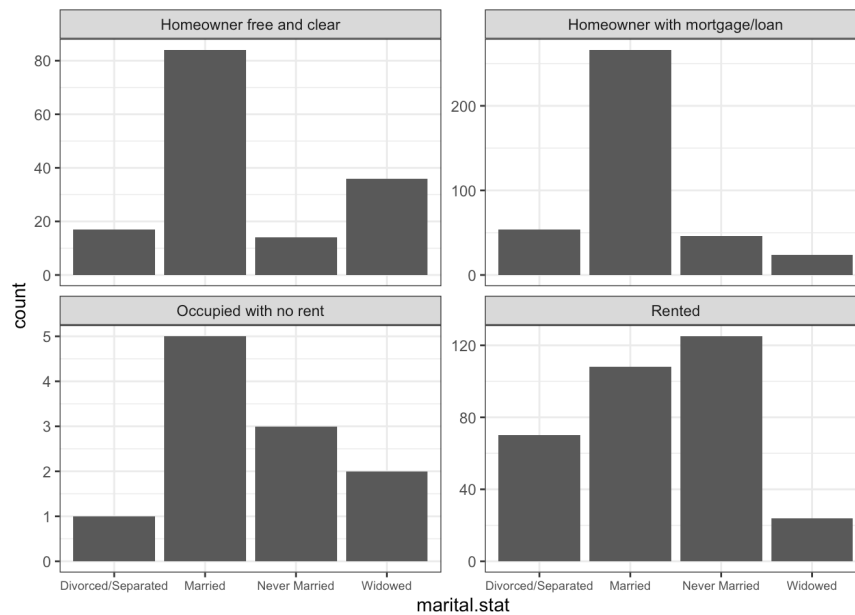 Homeowner free and clear
Homeowner with mortgage/loan
80
60
40
20
0
200
100
0
count
Occupied with no rent
Rented
5
4
3
2
1
0
120
80
40
0
Divorced/Separated Married Never Married Widowed
Divorced/Separated Married Never Married Widowed
marital.stat